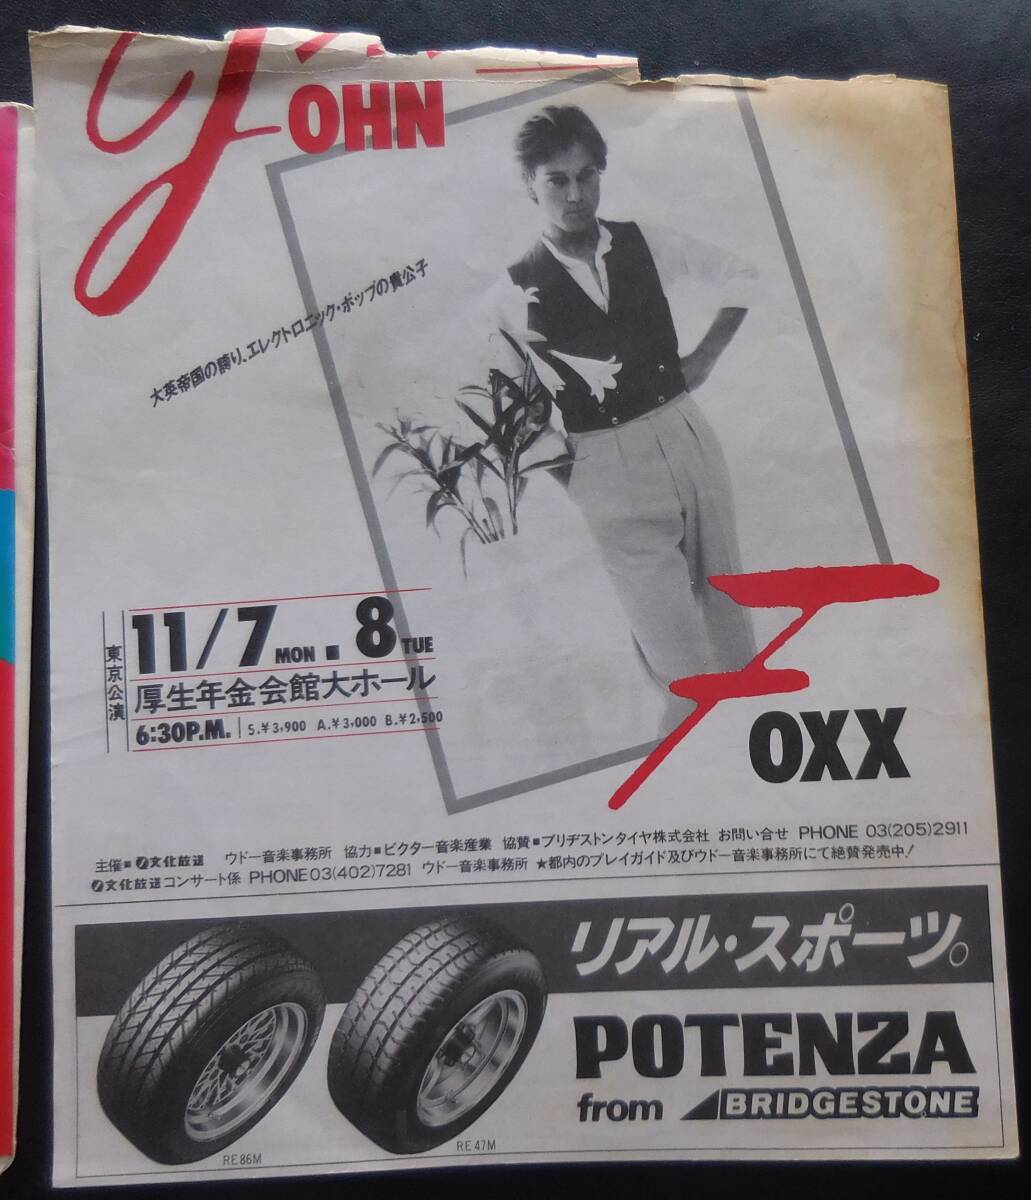 JOHN
大英帝国の誇り、エレクトロニック・ポップの貴公子
東京公演
11/7 MON ■. 8 TUE
厚生年金会館大ホール
6:30P.M. S.¥3,900 A.¥3,000 B.¥2,500
FOXX
主催■文化放送 ウドー音楽事務所 協力■ビクター音楽産業 協賛■ブリヂストンタイヤ株式会社 お問い合せ PHONE 03(205)2911
文化放送コンサート係 PHONE03(402)7281 ウドー音楽事務所 ★都内のプレイガイド及びウドー音楽事務所にて絶賛発売中!
リアル・スポーツ。
POTENZA
from BRIDGESTONE
RE86M
RE47M